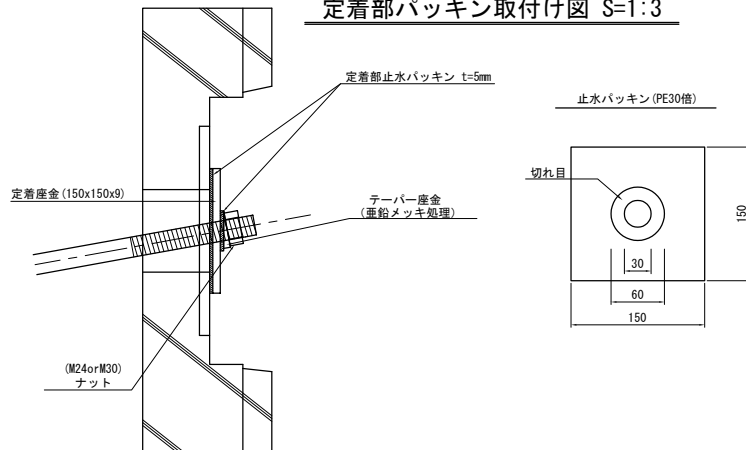 定着部パッキン取付け図 S=1:3
定着部止水パッキン t=5㎜
止水パッキン(PE30倍)
切れ目
定着座金(150x150x9)
テーパー座金
(亜鉛メッキ処理)
150
30
60
150
(M24orM30)
ナット